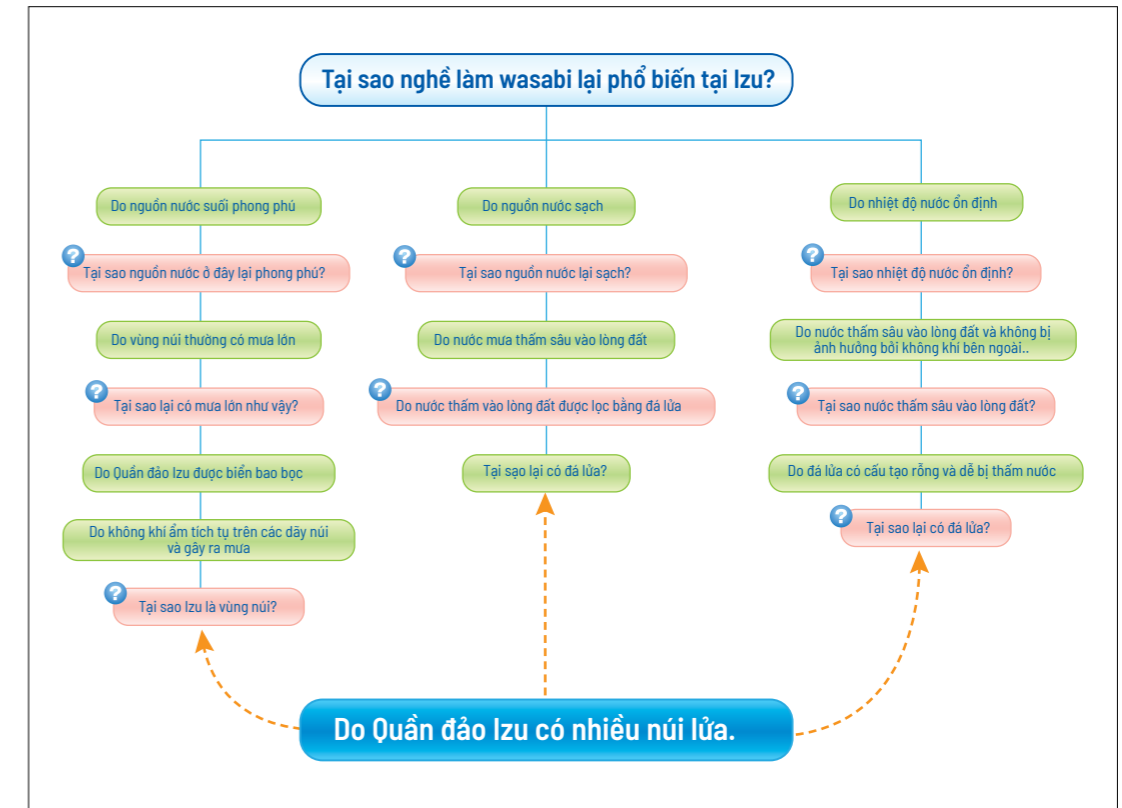 Tại sao nghề làm wasabi lại phổ biến tại Izu?
Do nguồn nước suối phong phú
?
Tại sao nguồn nước ở đây lại phong phú?
Do vùng núi thường có mưa lớn
?
Tại sao lại có mưa lớn như vậy?
Do Quần đảo Izu được biển bao bọc
Do không khí ẩm tích tụ trên các dãy núi
và gây ra mưa
?
Tại sao Izu là vùng núi?
Do nguồn nước sạch
?
Tại sao nguồn nước lại sạch?
Do nước mưa thấm sâu vào lòng đất
?
Do nước thấm vào lòng đất được lọc bằng đá lửa
Tại sạo lại có đá lửa?
Do nhiệt độ nước ổn định
?
Tại sao nhiệt độ nước ổn định?
Do nước thấm sâu vào lòng đất và không bị
ảnh hưởng bởi không khí bên ngoài..
?
Tại sao nước thấm sâu vào lòng đất?
Do đá lửa có cấu tạo rỗng và dễ bị thấm nước
?
Tại sao lại có đá lửa?
Do Quần đảo Izu có nhiều núi lửa.